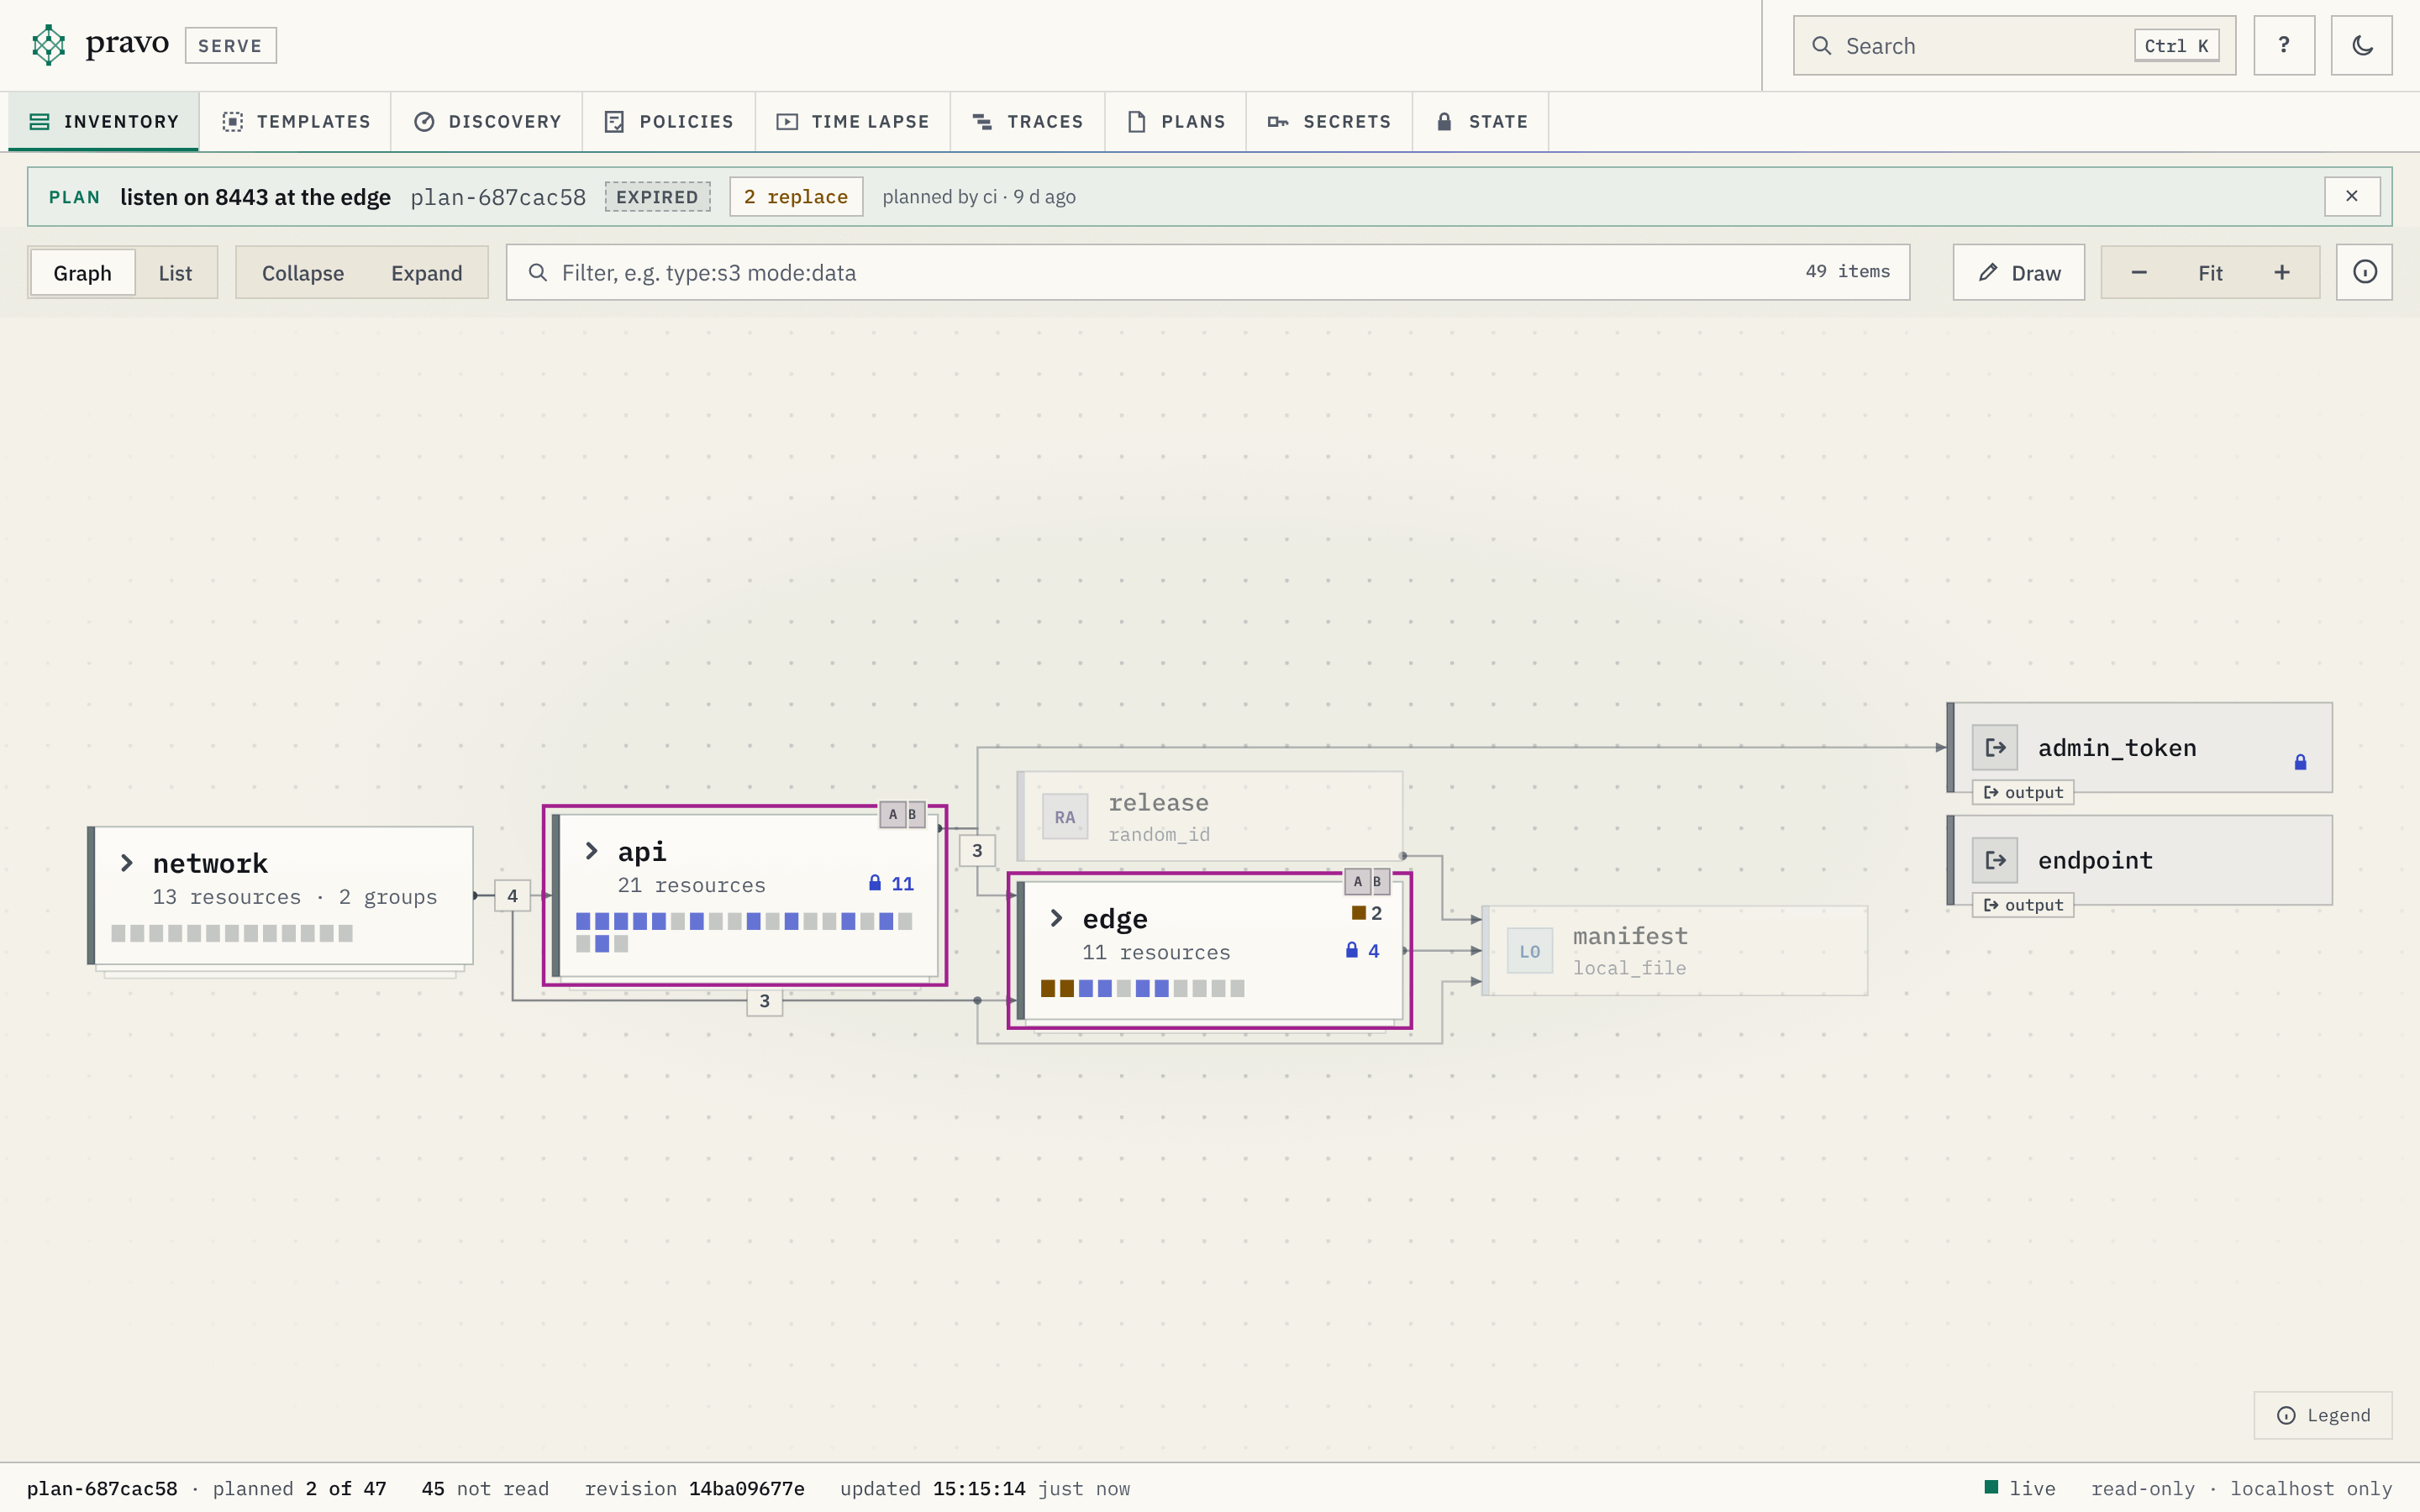 pravo SERVE
Search Ctrl K ?
INVENTORY TEMPLATES DISCOVERY POLICIES TIME LAPSE TRACES PLANS SECRETS STATE
PLAN listen on 8443 at the edge plan-687cac58 EXPIRED 2 replace planned by ci · 9 d ago ×
Graph List Collapse Expand Filter, e.g. type:s3 mode:data 49 items Draw − Fit +
admin_token
output
release
RA
random_id
A B
3
api
21 resources 11
network
13 resources · 2 groups
4
endpoint
output
A B
edge 2
11 resources 4
manifest
LO
local_file
3
Legend
plan-687cac58 · planned 2 of 47 45 not read revision 14ba09677e updated 15:15:14 just now live read-only · localhost only